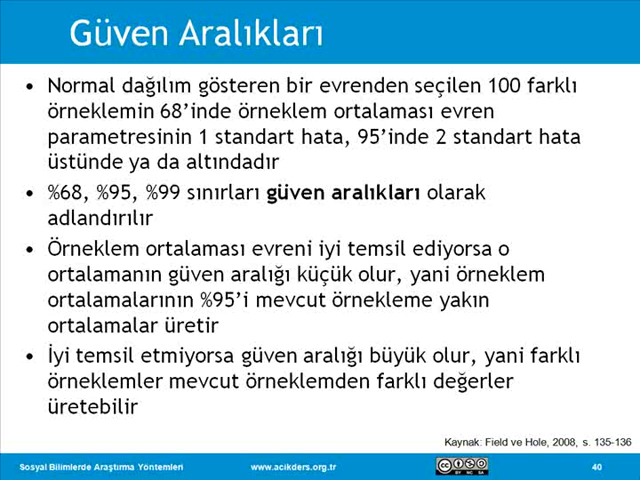 Güven Aralıkları
• Normal dağılım gösteren bir evrenden seçilen 100 farklı
örneklemin 68’inde örneklem ortalaması evren
parametresinin 1 standart hata, 95’inde 2 standart hata
üstünde ya da altındadır
• %68, %95, %99 sınırları güven aralıkları olarak
adlandırılır
• Örneklem ortalaması evreni iyi temsil ediyorsa o
ortalamanın güven aralığı küçük olur, yani örneklem
ortalamalarının %95’i mevcut örnekleme yakın
ortalamalar üretir
• İyi temsil etmiyorsa güven aralığı büyük olur, yani farklı
örneklemler mevcut örneklemden farklı değerler
üretebilir
Kaynak: Field ve Hole, 2008, s. 135-136
Sosyal Bilimlerde Araştırma Yöntemleri www.acikders.org.tr cc BY NC SA 40